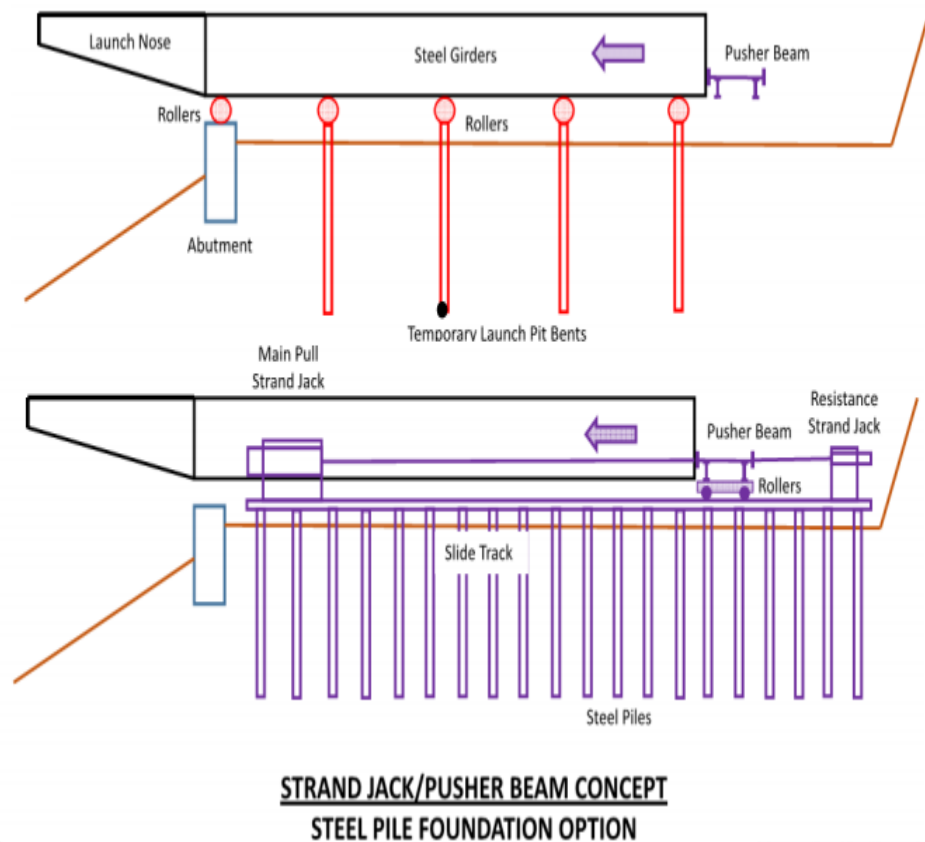 Launch Nose
Steel Girders
Pusher Beam
Rollers
Rollers
Abutment
Temporary Launch Pit Bents
Main Pull
Strand Jack
Resistance
Strand Jack
Pusher Beam
Rollers
Slide Track
Steel Piles
STRAND JACK/PUSHER BEAM CONCEPT
STEEL PILE FOUNDATION OPTION